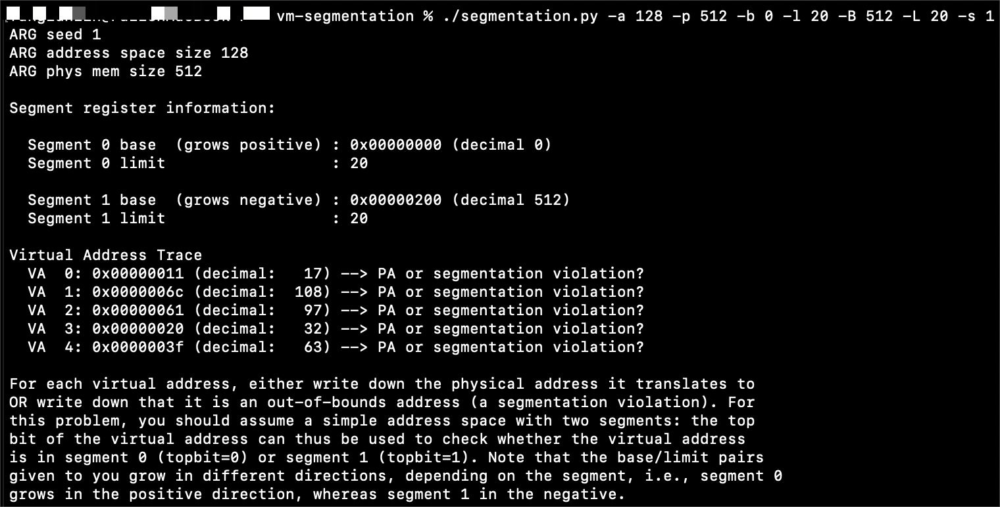 vm-segmentation % ./segmentation.py -a 128 -p 512 -b 0 -l 20 -B 512 -L 20 -s 1
ARG seed 1
ARG address space size 128
ARG phys mem size 512
Segment register information:
Segment 0 base  (grows positive) : 0x00000000 (decimal 0)
Segment 0 limit                  : 20
Segment 1 base  (grows negative) : 0x00000200 (decimal 512)
Segment 1 limit                  : 20
Virtual Address Trace
VA  0: 0x00000011 (decimal:   17) --> PA or segmentation violation?
VA  1: 0x0000006c (decimal:  108) --> PA or segmentation violation?
VA  2: 0x00000061 (decimal:   97) --> PA or segmentation violation?
VA  3: 0x00000020 (decimal:   32) --> PA or segmentation violation?
VA  4: 0x0000003f (decimal:   63) --> PA or segmentation violation?
For each virtual address, either write down the physical address it translates to
OR write down that it is an out-of-bounds address (a segmentation violation). For
this problem, you should assume a simple address space with two segments: the top
bit of the virtual address can thus be used to check whether the virtual address
is in segment 0 (topbit=0) or segment 1 (topbit=1). Note that the base/limit pairs
given to you grow in different directions, depending on the segment, i.e., segment 0
grows in the positive direction, whereas segment 1 in the negative.